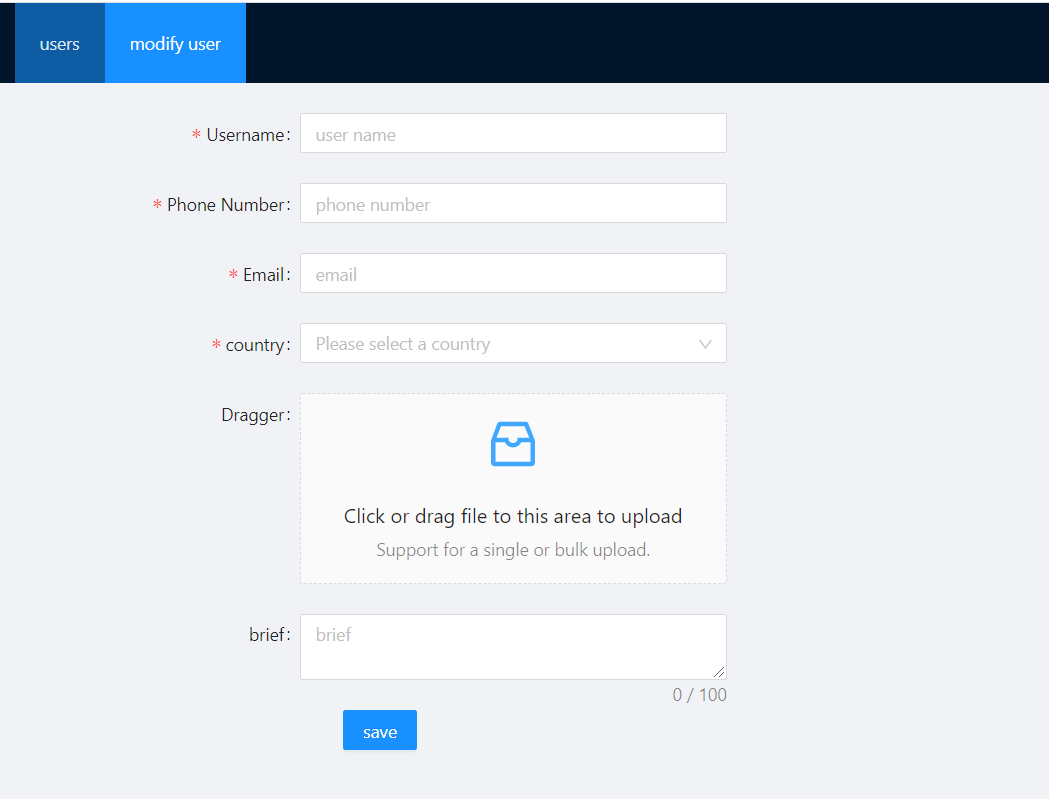 users modify user
* Username: user name
* Phone Number: phone number
* Email: email
* country: Please select a country
Dragger:
Click or drag file to this area to upload
Support for a single or bulk upload.
brief: brief
0 / 100
save